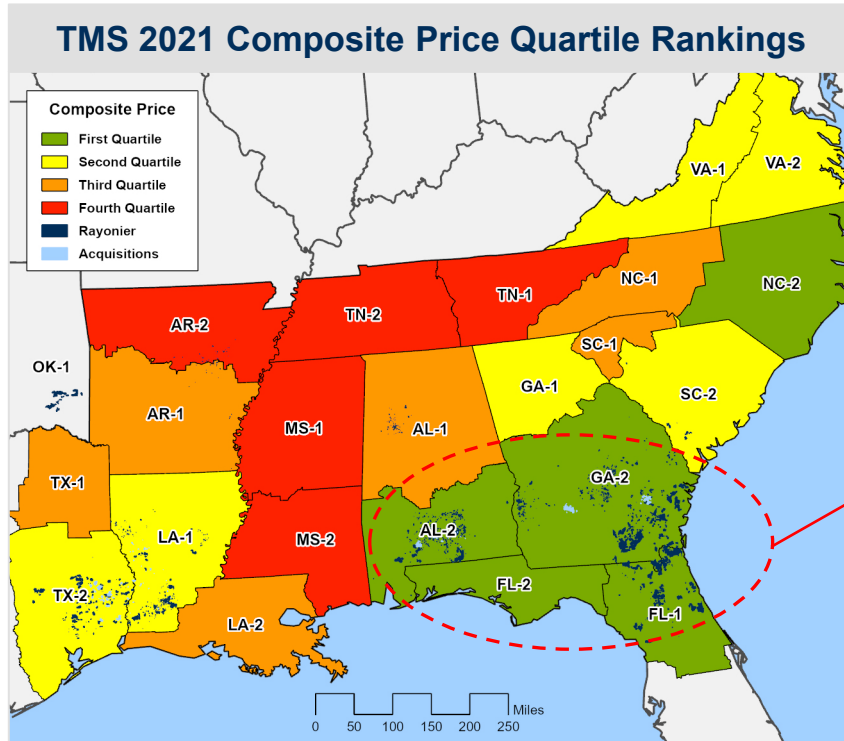 TMS 2021 Composite Price Quartile Rankings
Composite Price
First Quartile
Second Quartile
Third Quartile
Fourth Quartile
Rayonier
Acquisitions
VA-1
VA-2
NC-1
NC-2
TN-1
TN-2
AR-2
SC-1
OK-1
GA-1
SC-2
AR-1
MS-1
AL-1
TX-1
GA-2
LA-1
MS-2
AL-2
FL-2
TX-2
FL-1
LA-2
Miles
0 50 100 150 200 250